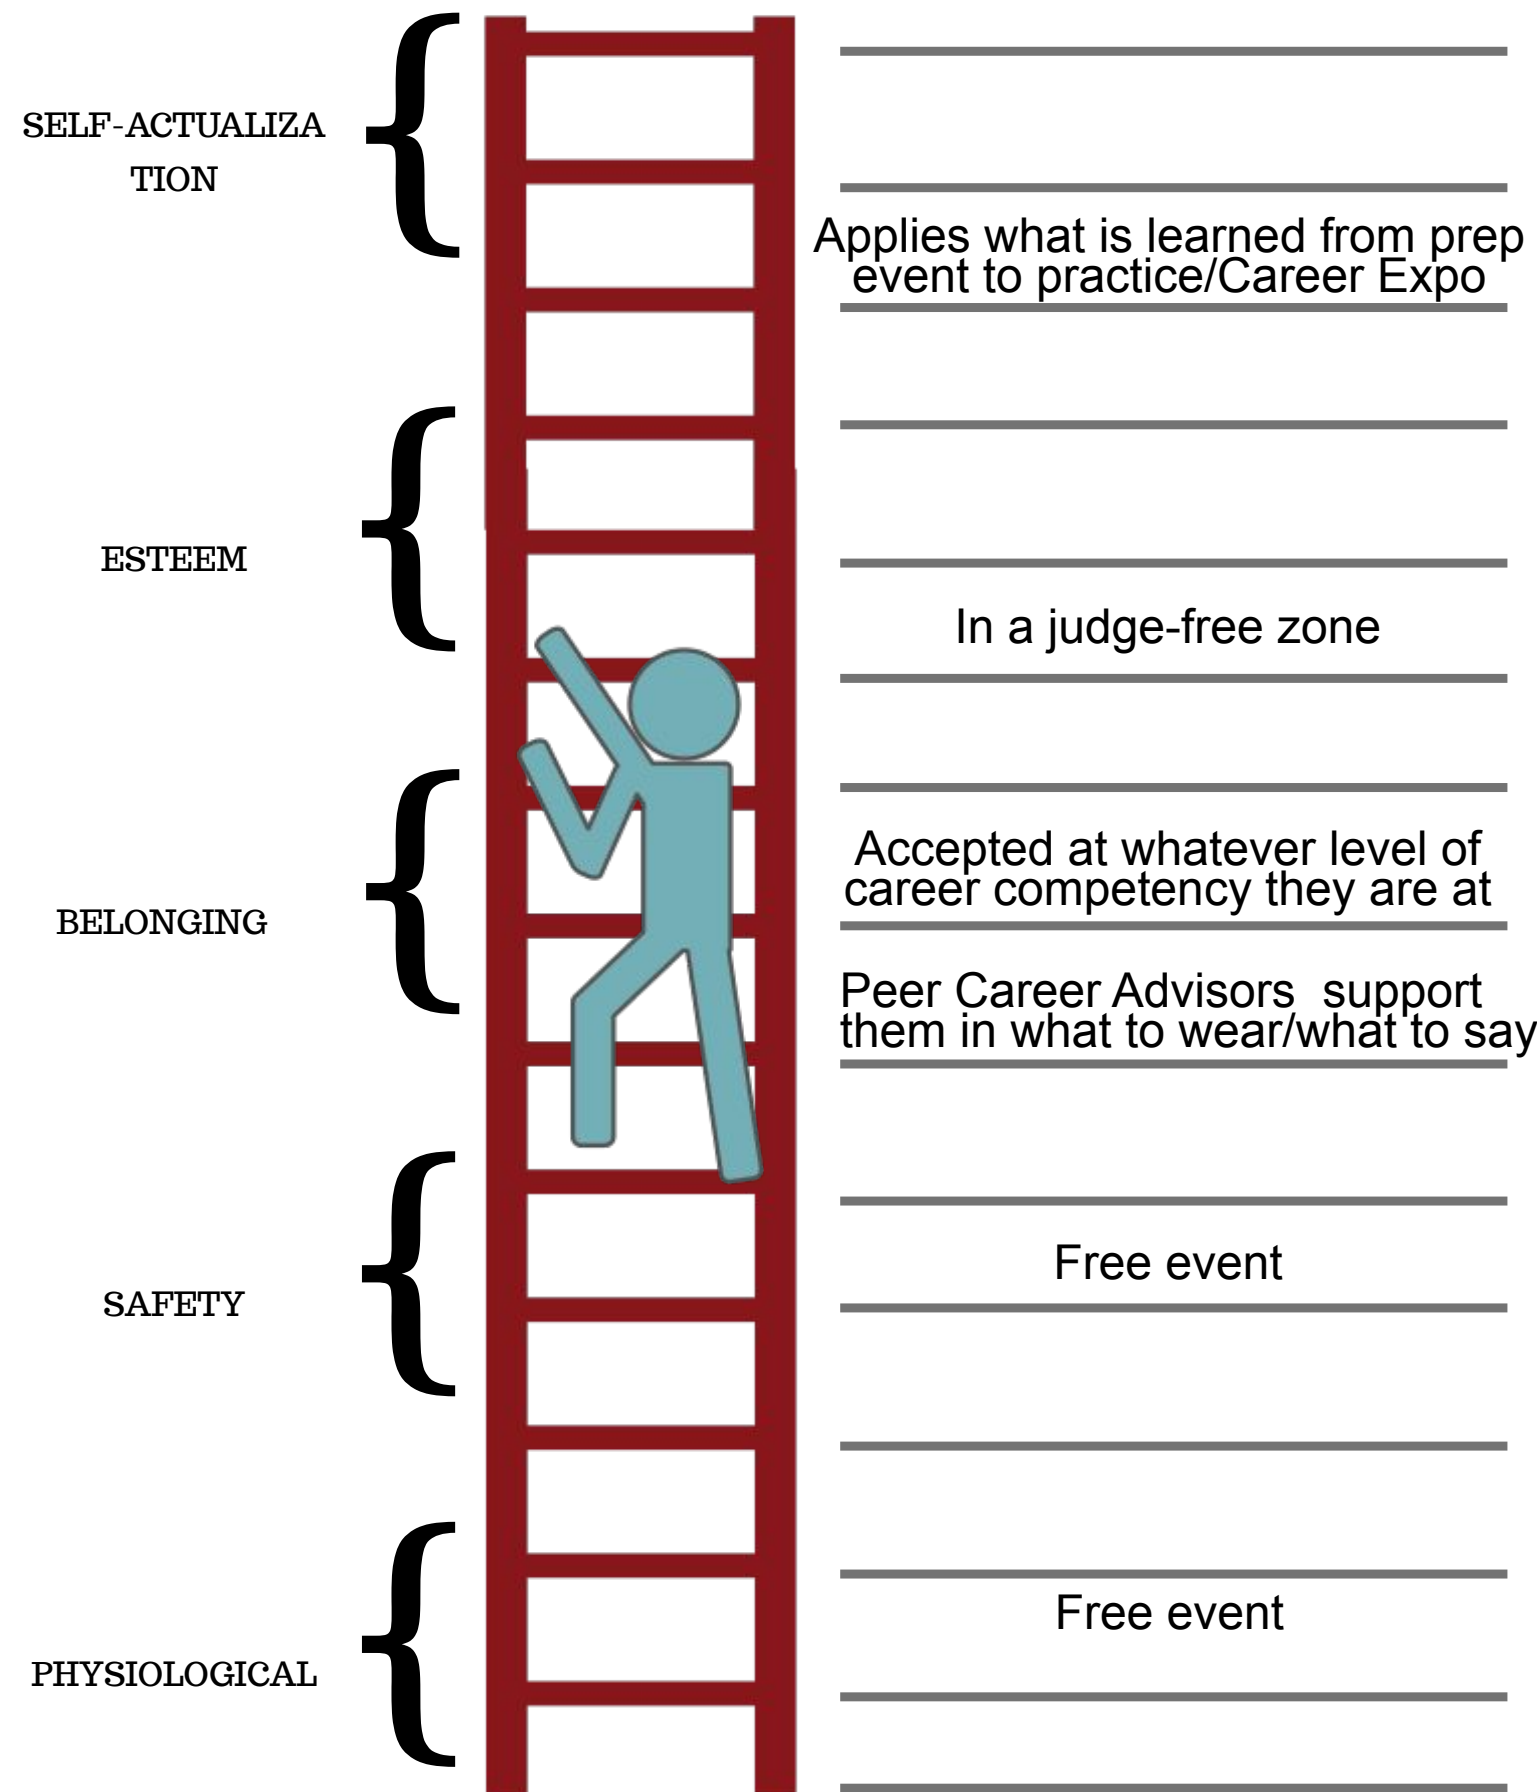 SELF-ACTUALIZA
TION
Applies what is learned from prep
event to practice/Career Expo
ESTEEM
In a judge-free zone
Accepted at whatever level of
career competency they are at
BELONGING
Peer Career Advisors  support
them in what to wear/what to say
SAFETY
Free event
PHYSIOLOGICAL
Free event